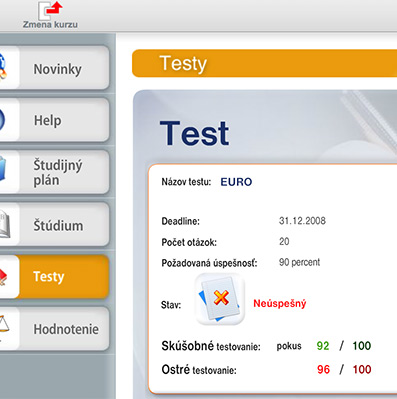 Zmena kurzu
Novinky
Help
Študijný
plán
Štúdium
Testy
Hodnotenie
Testy
Test
Názov testu: EURO
Deadline: 31.12.2008
Počet otázok: 20
Požadovaná úspešnosť: 90 percent
Stav: Neúspešný
Skúšobné testovanie: pokus 92 / 100
Ostré testovanie: 96 / 100